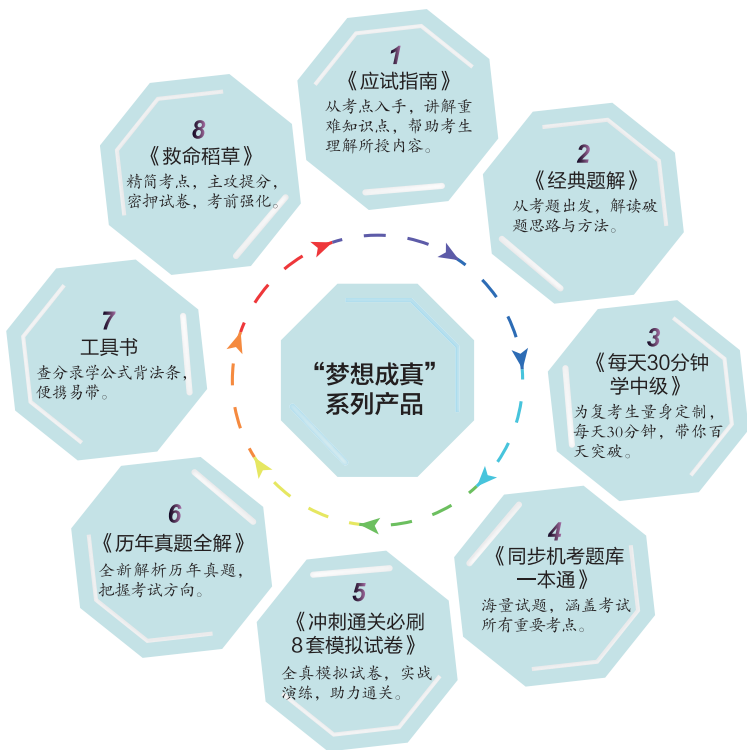 “梦想成真”
系列产品
1
《应试指南》
从考点入手，讲解重
难知识点，帮助考生
理解所授内容。
2
《经典题解》
从考题出发，解读破
题思路与方法。
3
《每天30分钟
学中级》
为复考生量身定制，
每天30分钟，带你百
天突破。
4
《同步机考题库
一本通》
海量试题，涵盖考试
所有重要考点。
5
《冲刺通关必刷
8套模拟试卷》
全真模拟试卷，实战
演练，助力通关。
6
《历年真题全解》
全新解析历年真题，
把握考试方向。
7
工具书
查分录学公式背法条，
便携易带。
8
《救命稻草》
精简考点，主攻提分，
密押试卷，考前强化。